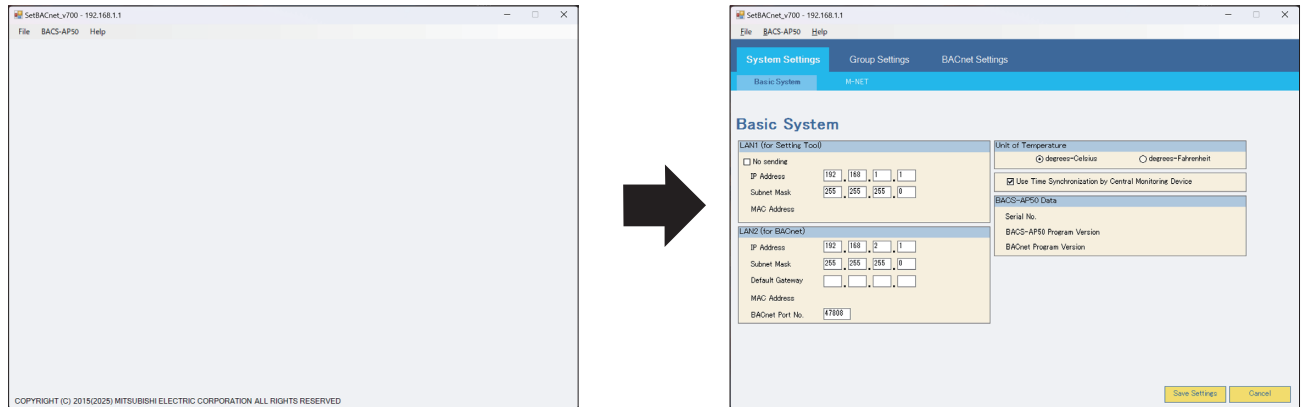 SetBACnet_v700 - 192.168.1.1
File BACS-AP50 Help
COPYRIGHT (C) 2015(2025) MITSUBISHI ELECTRIC CORPORATION ALL RIGHTS RESERVED
SetBACnet_v700 - 192.168.1.1
File BACS-AP50 Help
System Settings Group Settings BACnet Settings
Basic System M-NET
Basic System
LAN1 (for Setting Tool)
No sending
IP Address 192 . 168 . 1 . 1
Subnet Mask 255 . 255 . 255 . 0
MAC Address
LAN2 (for BACnet)
IP Address 192 . 168 . 2 . 1
Subnet Mask 255 . 255 . 255 . 0
Default Gateway . . .
MAC Address
BACnet Port No. 47808
Unit of Temperature
degrees-Celsius degrees-Fahrenheit
Use Time Synchronization by Central Monitoring Device
BACS-AP50 Data
Serial No.
BACS-AP50 Program Version
BACnet Program Version
Save Settings Cancel